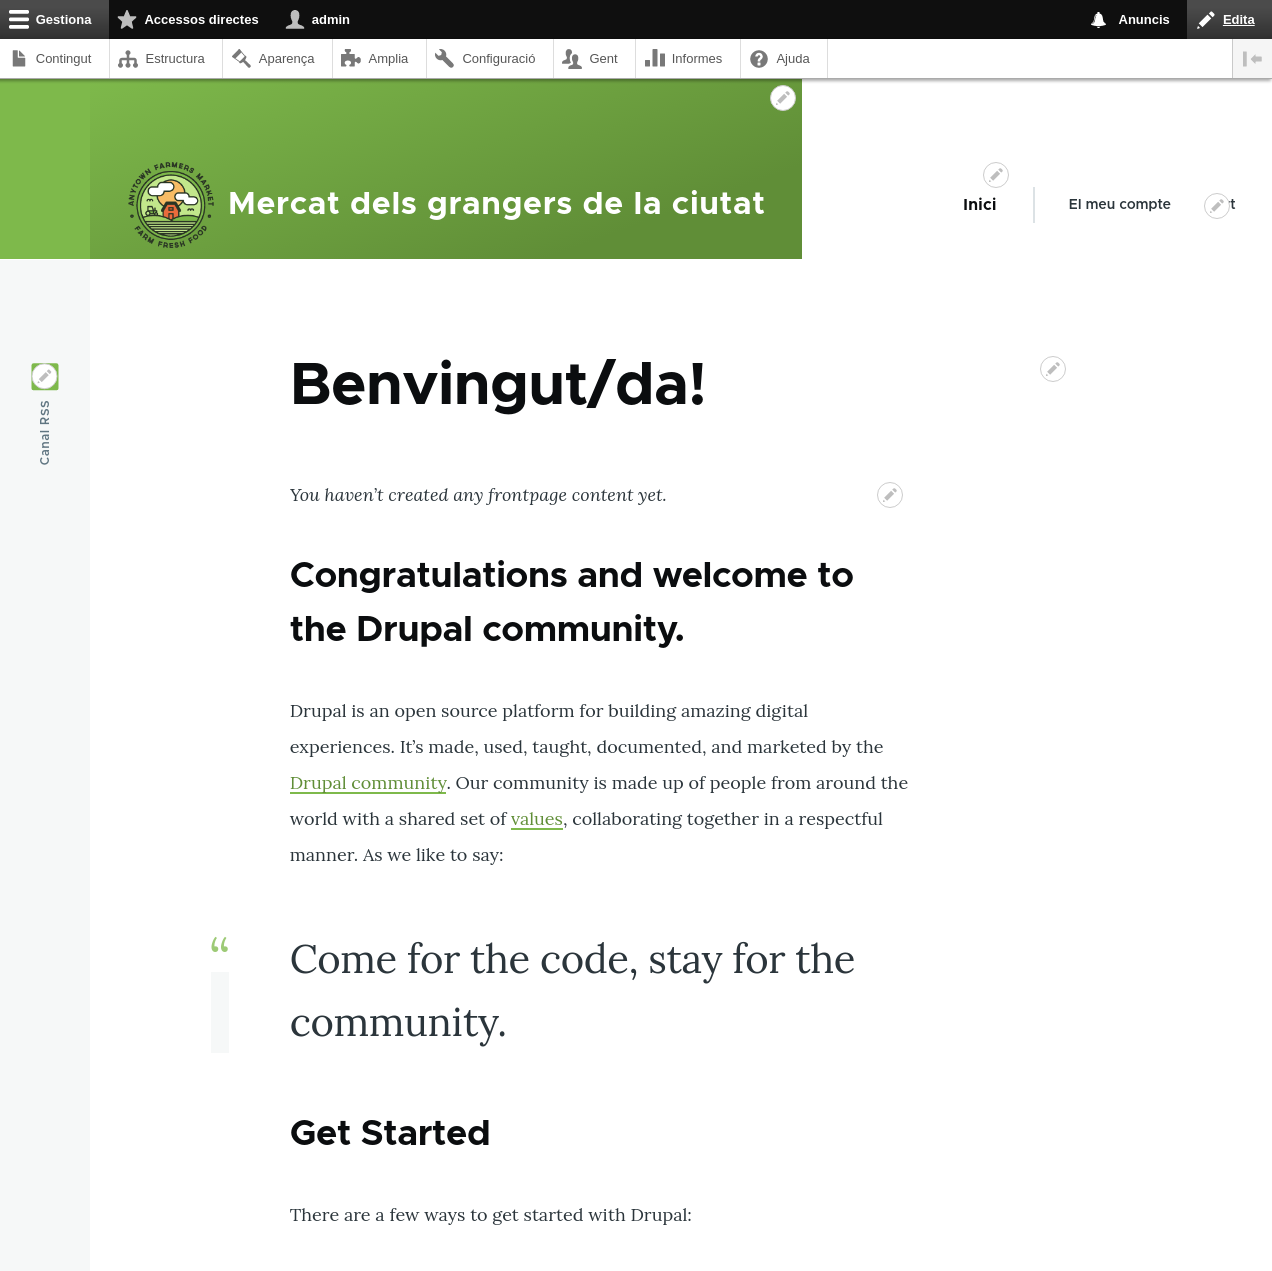 Gestiona Accessos directes admin Anuncis Edita
Contingut Estructura Aparença Amplia Configuració Gent Informes Ajuda
ANYTOWN FARMERS MARKET
FARM FRESH FOOD
Mercat dels grangers de la ciutat
Inici El meu compte
Canal RSS
Benvingut/da!
You haven’t created any frontpage content yet.
Congratulations and welcome to
the Drupal community.
Drupal is an open source platform for building amazing digital
experiences. It’s made, used, taught, documented, and marketed by the
Drupal community. Our community is made up of people from around the
world with a shared set of values, collaborating together in a respectful
manner. As we like to say:
“
Come for the code, stay for the
community.
Get Started
There are a few ways to get started with Drupal: